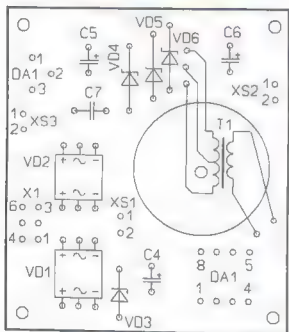 VD5
C5
VD4
VD6
C6
+
+
1
DA1
2
3
XS2
1
2
C7
1
XS3
2
T1
VD2
+ ~ −
X1
XS1
6
3
1
4
1
2
+ ~ −
VD1
C4
+
VD3
8
5
DA1
1
4